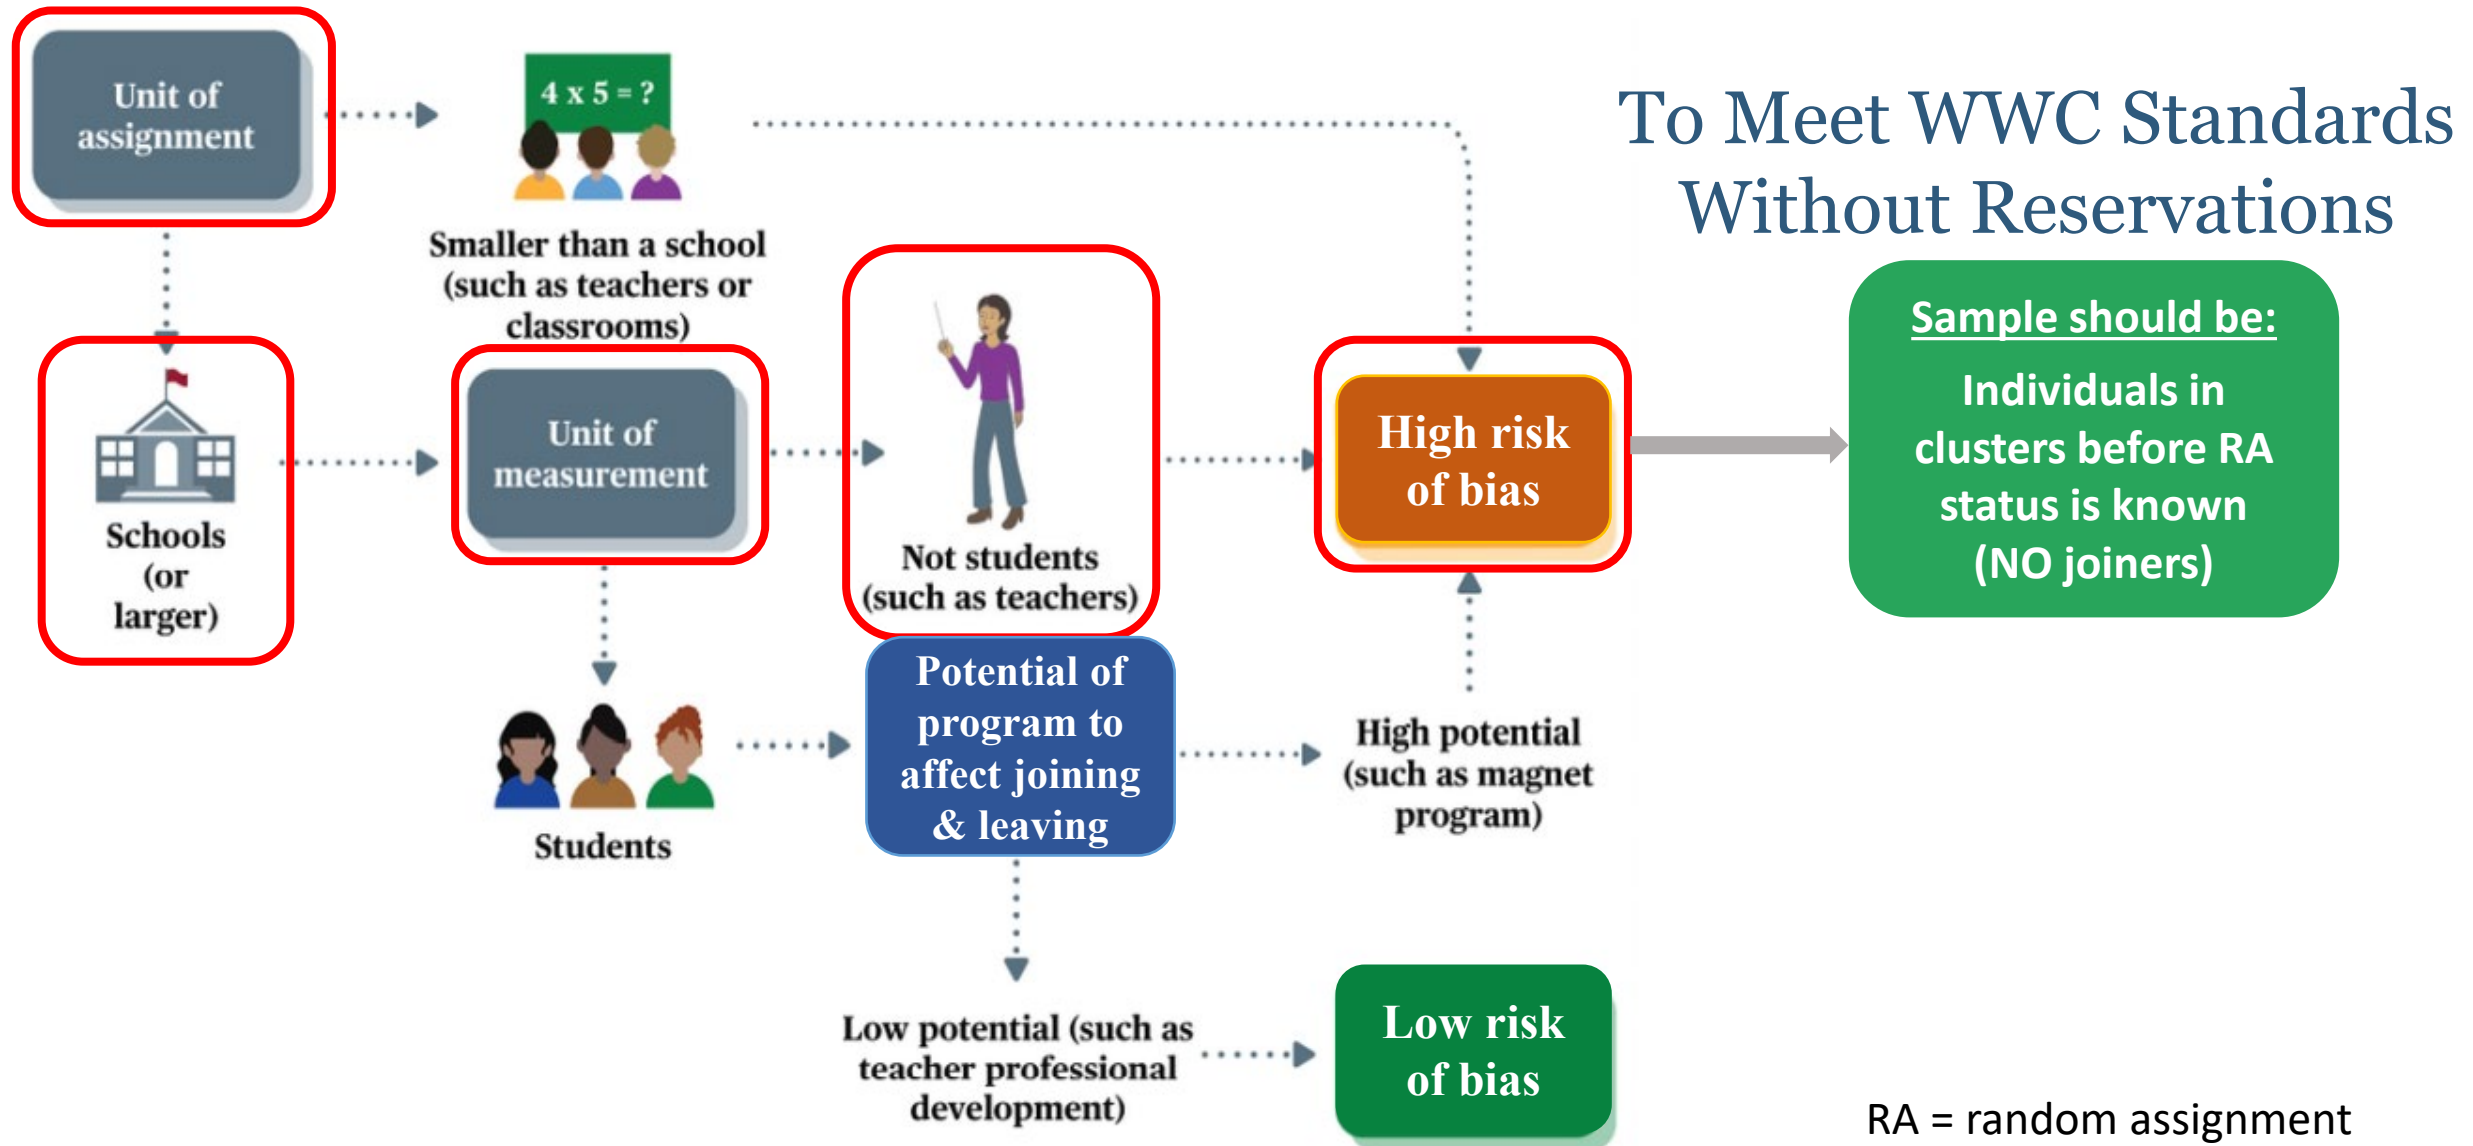 Unit of
assignment
4 x 5 = ?
Smaller than a school
(such as teachers or
classrooms)
To Meet WWC Standards
Without Reservations
Schools
(or
larger)
Unit of
measurement
Not students
(such as teachers)
High risk
of bias
Sample should be:
Individuals in
clusters before RA
status is known
(NO joiners)
Students
Potential of
program to
affect joining
& leaving
High potential
(such as magnet
program)
Low potential (such as
teacher professional
development)
Low risk
of bias
RA = random assignment